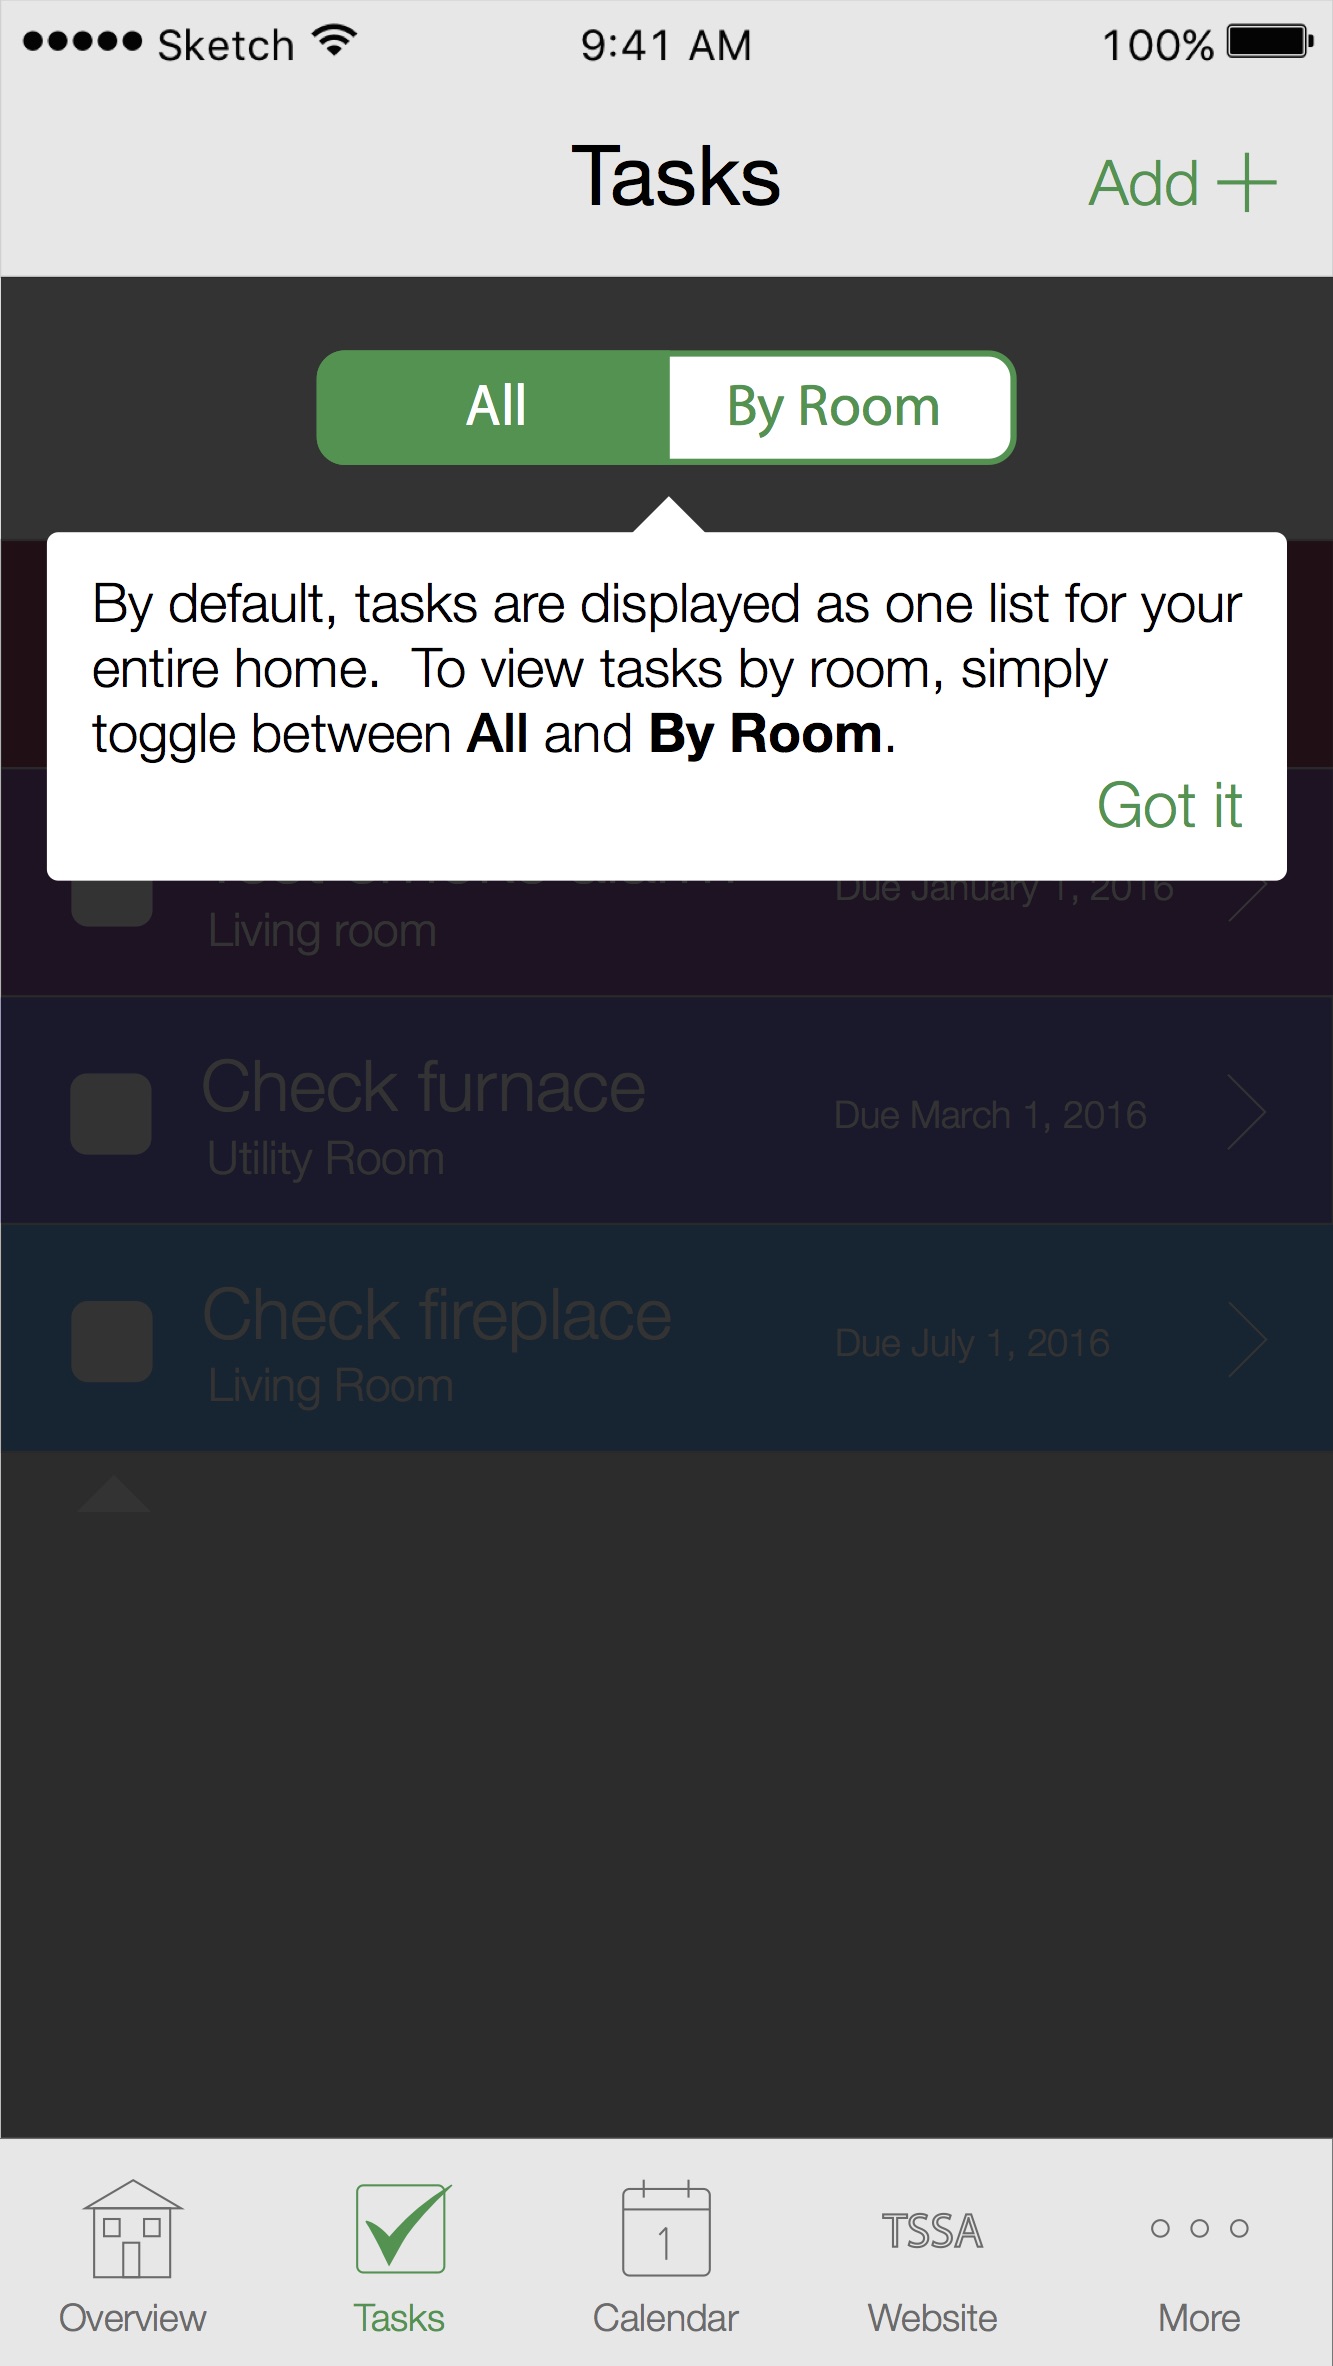 Sketch 9:41 AM 100%
Tasks Add
All By Room
By default, tasks are displayed as one list for your
entire home.  To view tasks by room, simply
toggle between All and By Room.
Got it
Due January 1, 2016
Living room
Check furnace
Due March 1, 2016
Utility Room
Check fireplace
Due July 1, 2016
Living Room
1 TSSA
Overview Tasks Calendar Website More